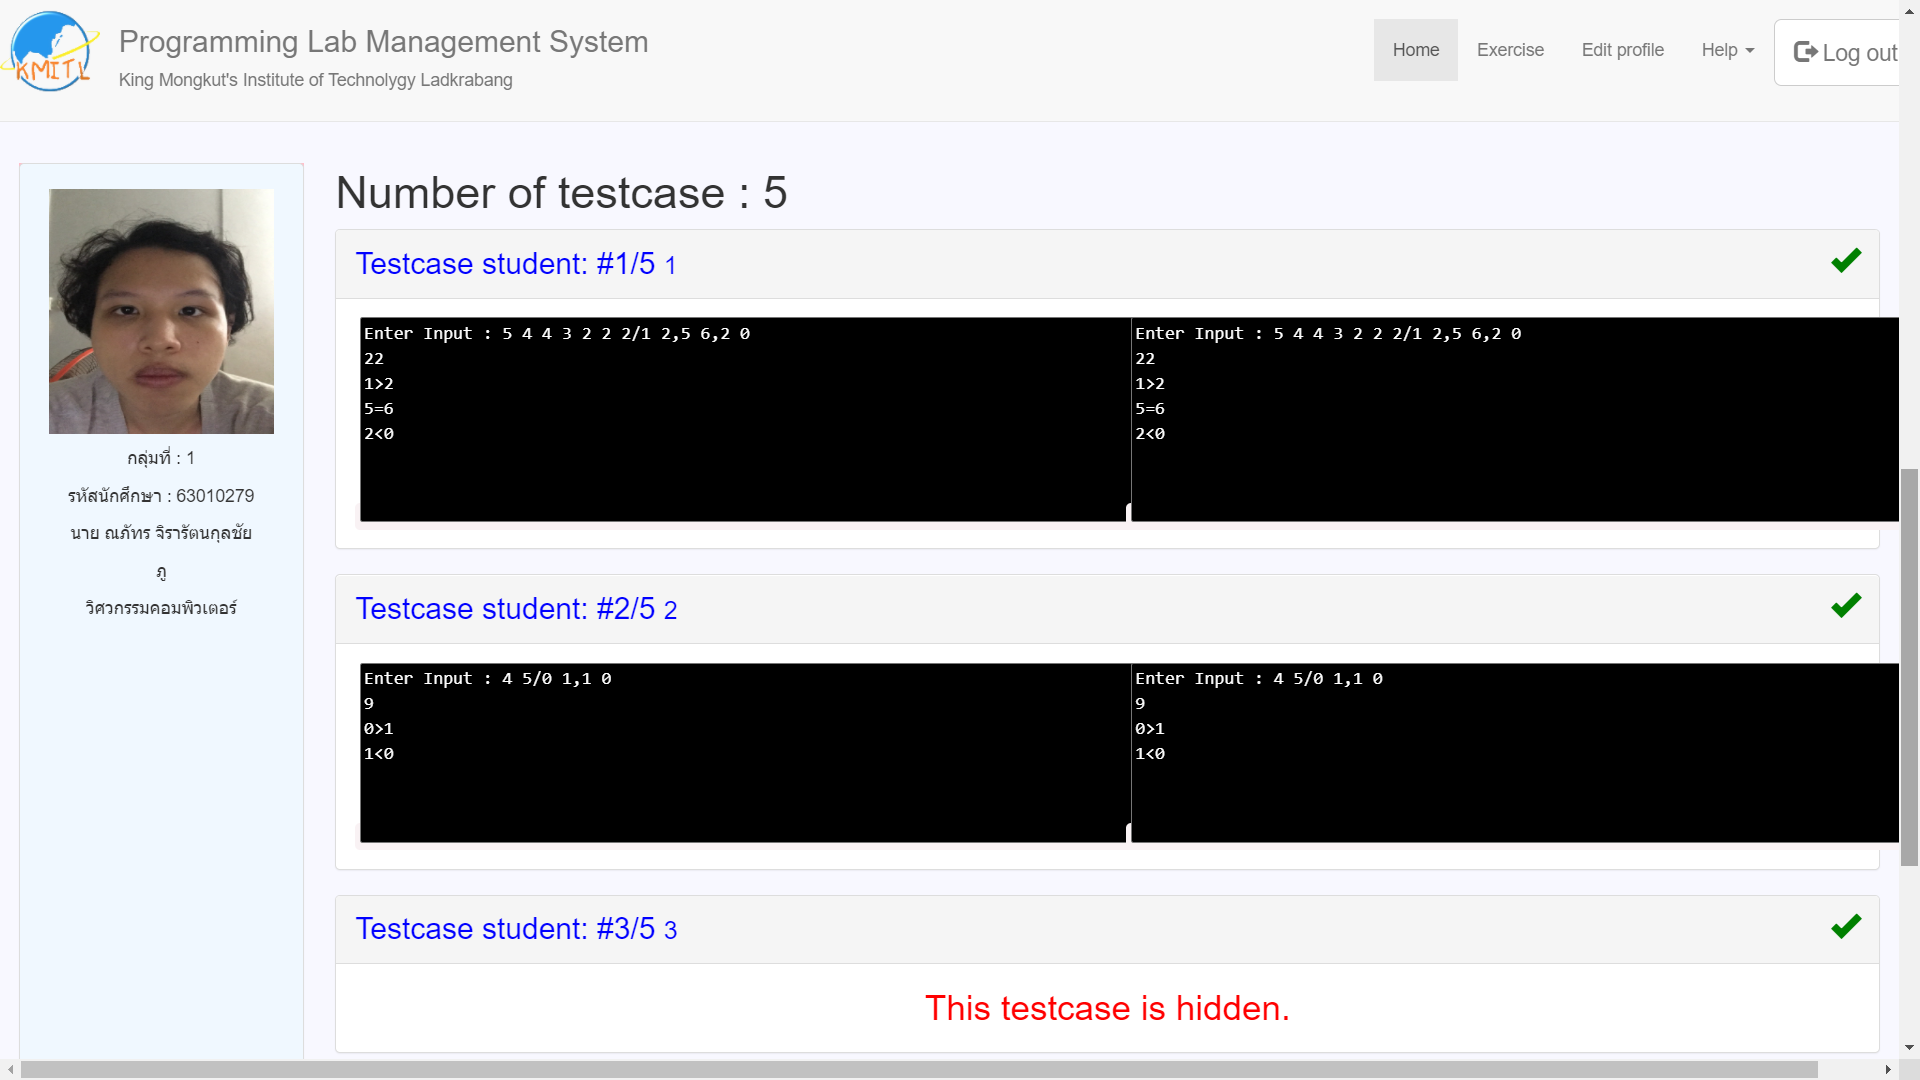 KMITL
Programming Lab Management System
King Mongkut's Institute of Technolygy Ladkrabang
Home
Exercise
Edit profile
Help
Log out
กลุ่มที่ : 1
รหัสนักศึกษา : 63010279
นาย ณภัทร จิรารัตนกุลชัย
ภู
วิศวกรรมคอมพิวเตอร์
Number of testcase : 5
Testcase student: #1/5 1
Enter Input : 5 4 4 3 2 2 2/1 2,5 6,2 0
22
1>2
5=6
2<0
Enter Input : 5 4 4 3 2 2 2/1 2,5 6,2 0
22
1>2
5=6
2<0
Testcase student: #2/5 2
Enter Input : 4 5/0 1,1 0
9
0>1
1<0
Enter Input : 4 5/0 1,1 0
9
0>1
1<0
Testcase student: #3/5 3
This testcase is hidden.